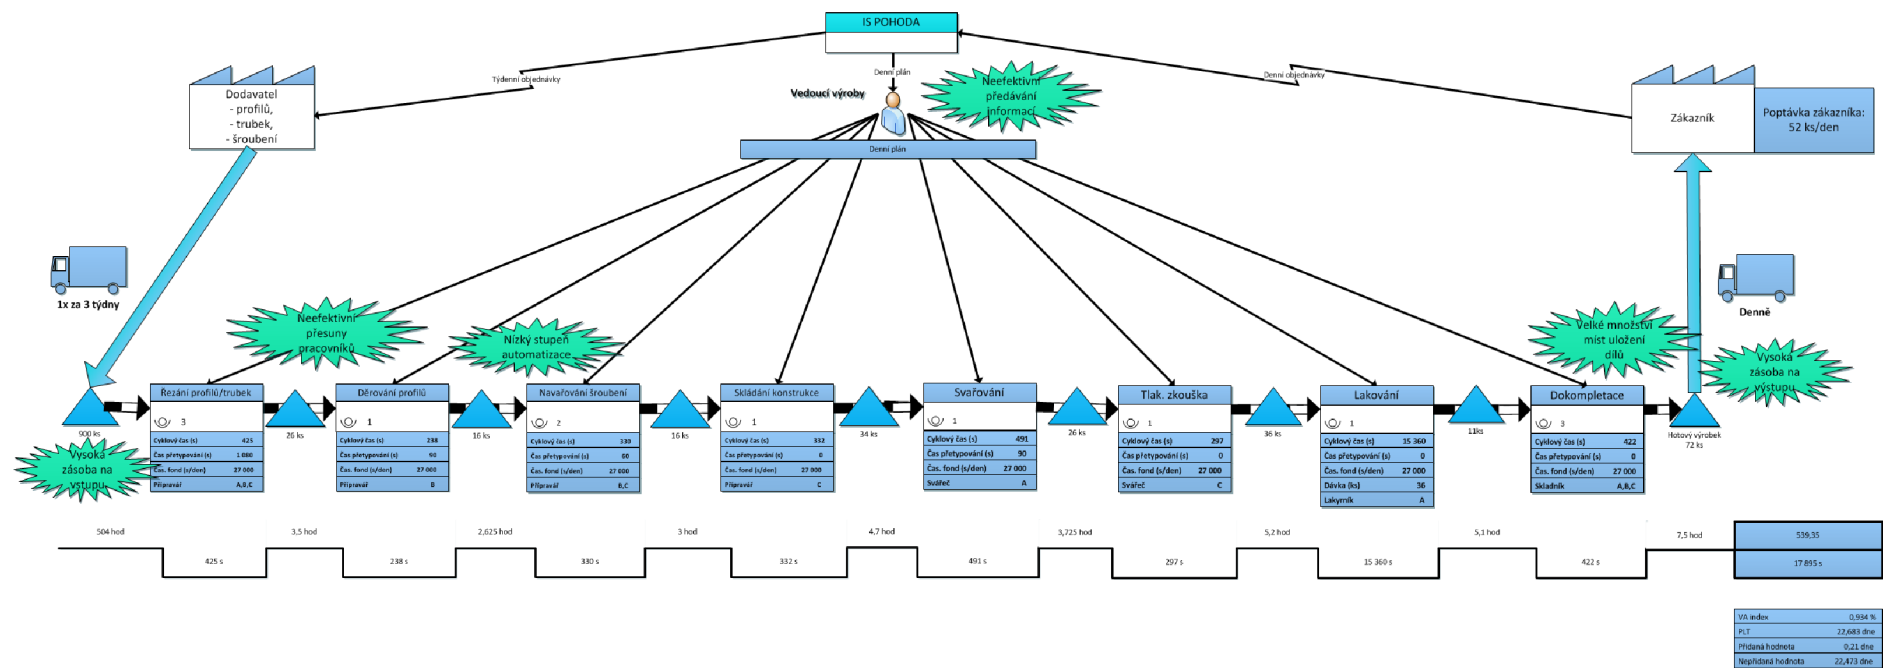 IS POHODA
Týdenní objednávky
Denní plán
Denní objednávky
Dodavatel
- profilů,
- trubek,
- šroubení
Vedoucí výroby
Neefektivní
předávání
informací
Zákazník
Poptávka zákazníka:
52 ks/den
Denní plán
1x za 3 týdny
Denně
Neefektivní
přesuny
pracovníků
Nízký stupeň
automatizace
Velké množství
míst uložení
dílů
Vysoká
zásoba na
výstupu
900 ks
Vysoká
zásoba na
vstupu
Řezání profilů/trubek
3
Cyklový čas (s) 425
Čas přetypování (s) 1 080
Čas. fond (s/den) 27 000
Přípravář A,B,C
26 ks
Děrování profilů
1
Cyklový čas (s) 238
Čas přetypování (s) 90
Čas. fond (s/den) 27 000
Přípravář B
16 ks
Navařování šroubení
2
Cyklový čas (s) 330
Čas přetypování (s) 60
Čas. fond (s/den) 27 000
Přípravář B,C
16 ks
Skládání konstrukce
1
Cyklový čas (s) 332
Čas přetypování (s) 0
Čas. fond (s/den) 27 000
Přípravář C
34 ks
Svařování
1
Cyklový čas (s) 491
Čas přetypování (s) 90
Čas. fond (s/den) 27 000
Svářeč A
26 ks
Tlak. zkouška
1
Cyklový čas (s) 297
Čas přetypování (s) 0
Čas. fond (s/den) 27 000
Svářeč C
36 ks
Lakování
1
Cyklový čas (s) 15 360
Čas přetypování (s) 0
Čas. fond (s/den) 27 000
Dávka (ks) 36
Lakyrník A
11ks
Dokompletace
3
Cyklový čas (s) 422
Čas přetypování (s) 0
Čas. fond (s/den) 27 000
Skladník A,B,C
Hotový výrobek
72 ks
504 hod
3,5 hod
2,625 hod
3 hod
4,7 hod
3,725 hod
5,2 hod
5,1 hod
7,5 hod
539,35
425 s
238 s
330 s
332 s
491 s
297 s
15 360 s
422 s
17 895 s
VA index 0,934 %
PLT 22,683 dne
Přidaná hodnota 0,21 dne
Nepřidaná hodnota 22,473 dne